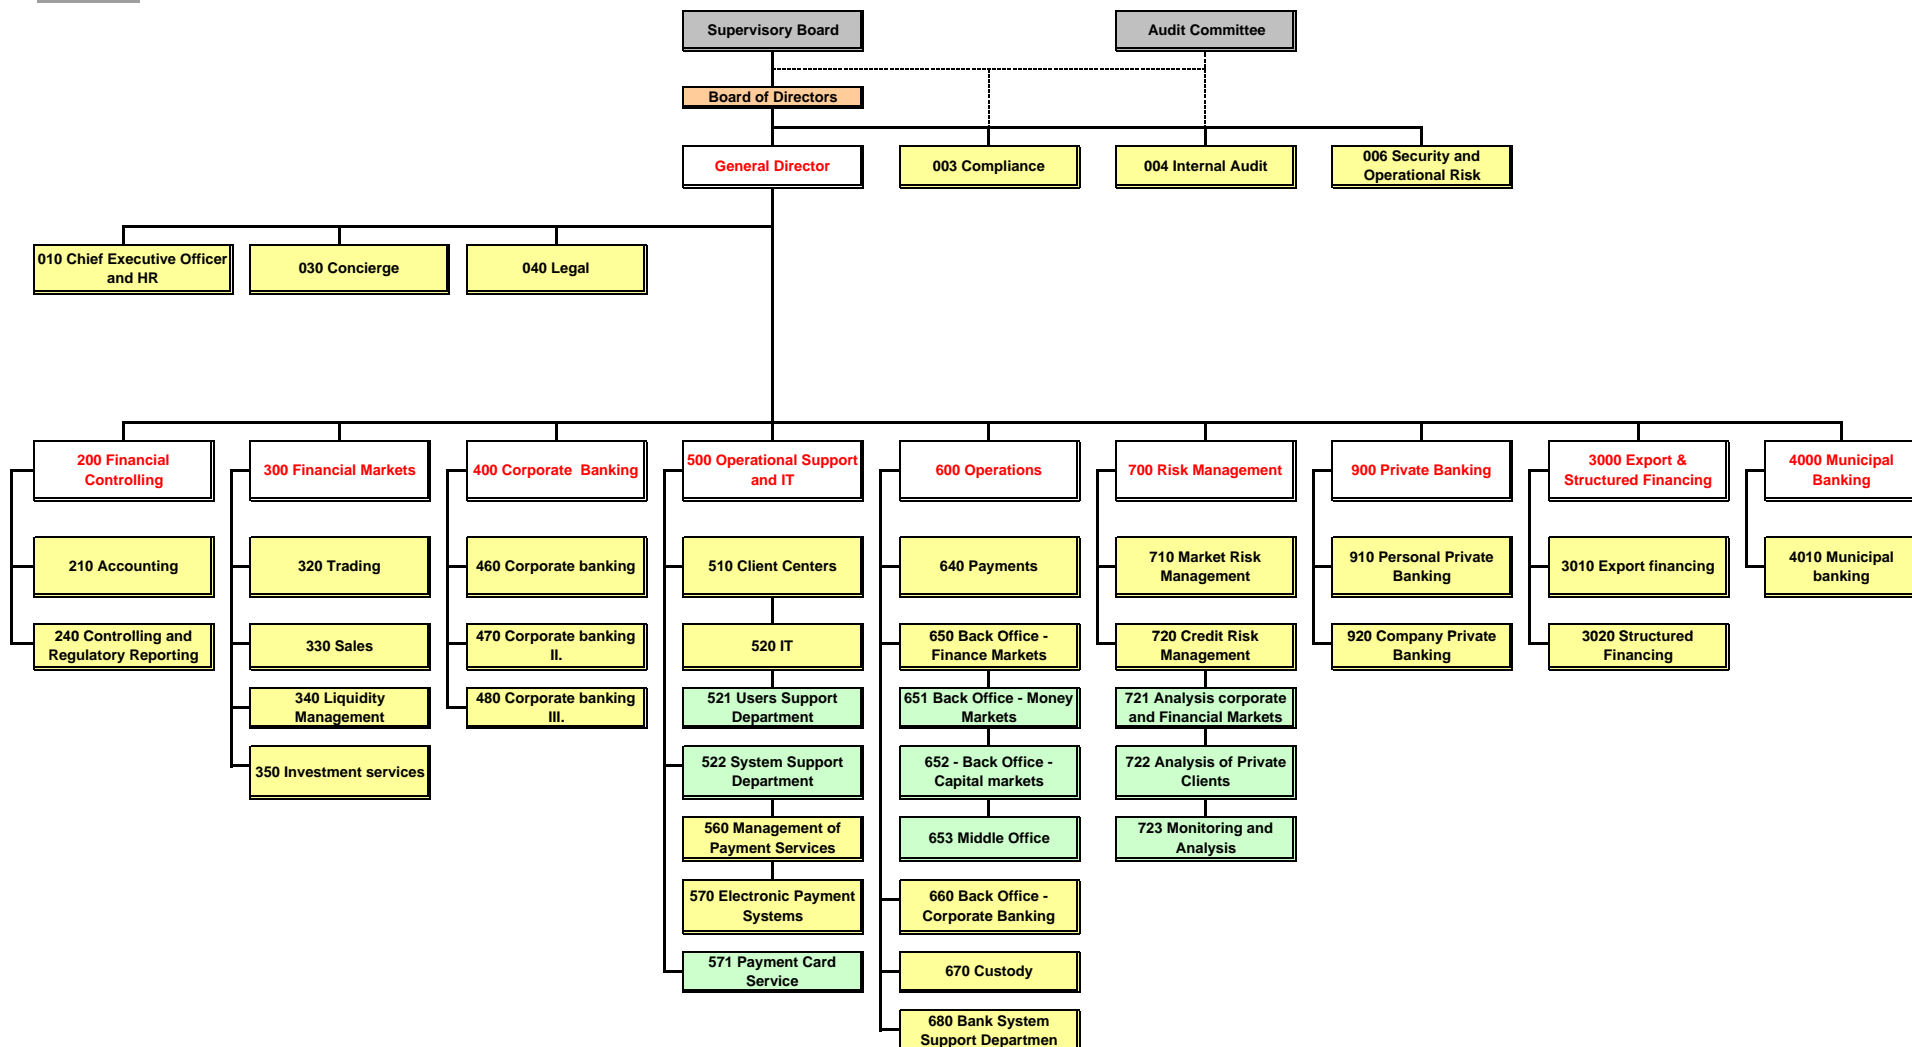 Supervisory Board
Audit Committee
Board of Directors
General Director
003 Compliance
004 Internal Audit
006 Security and
Operational Risk
010 Chief Executive Officer
and HR
030 Concierge
040 Legal
200 Financial
Controlling
300 Financial Markets
400 Corporate  Banking
500 Operational Support
and IT
600 Operations
700 Risk Management
900 Private Banking
3000 Export &
Structured Financing
4000 Municipal
Banking
210 Accounting
320 Trading
460 Corporate banking
510 Client Centers
640 Payments
710 Market Risk
Management
910 Personal Private
Banking
3010 Export financing
4010 Municipal
banking
240 Controlling and
Regulatory Reporting
330 Sales
470 Corporate banking
II.
520 IT
650 Back Office -
Finance Markets
720 Credit Risk
Management
920 Company Private
Banking
3020 Structured
Financing
340 Liquidity
Management
480 Corporate banking
III.
521 Users Support
Department
651 Back Office - Money
Markets
721 Analysis corporate
and Financial Markets
350 Investment services
522 System Support
Department
652 - Back Office -
Capital markets
722 Analysis of Private
Clients
560 Management of
Payment Services
653 Middle Office
723 Monitoring and
Analysis
570 Electronic Payment
Systems
660 Back Office -
Corporate Banking
571 Payment Card
Service
670 Custody
680 Bank System
Support Departmen